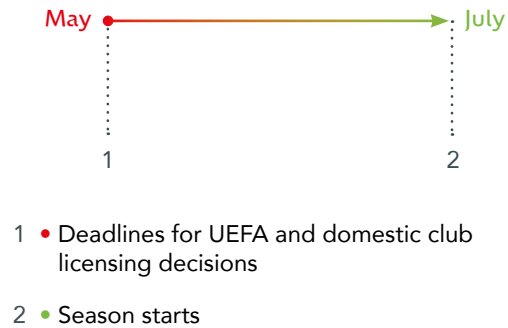 May July
1 2
1 • Deadlines for UEFA and domestic club
licensing decisions
2 • Season starts